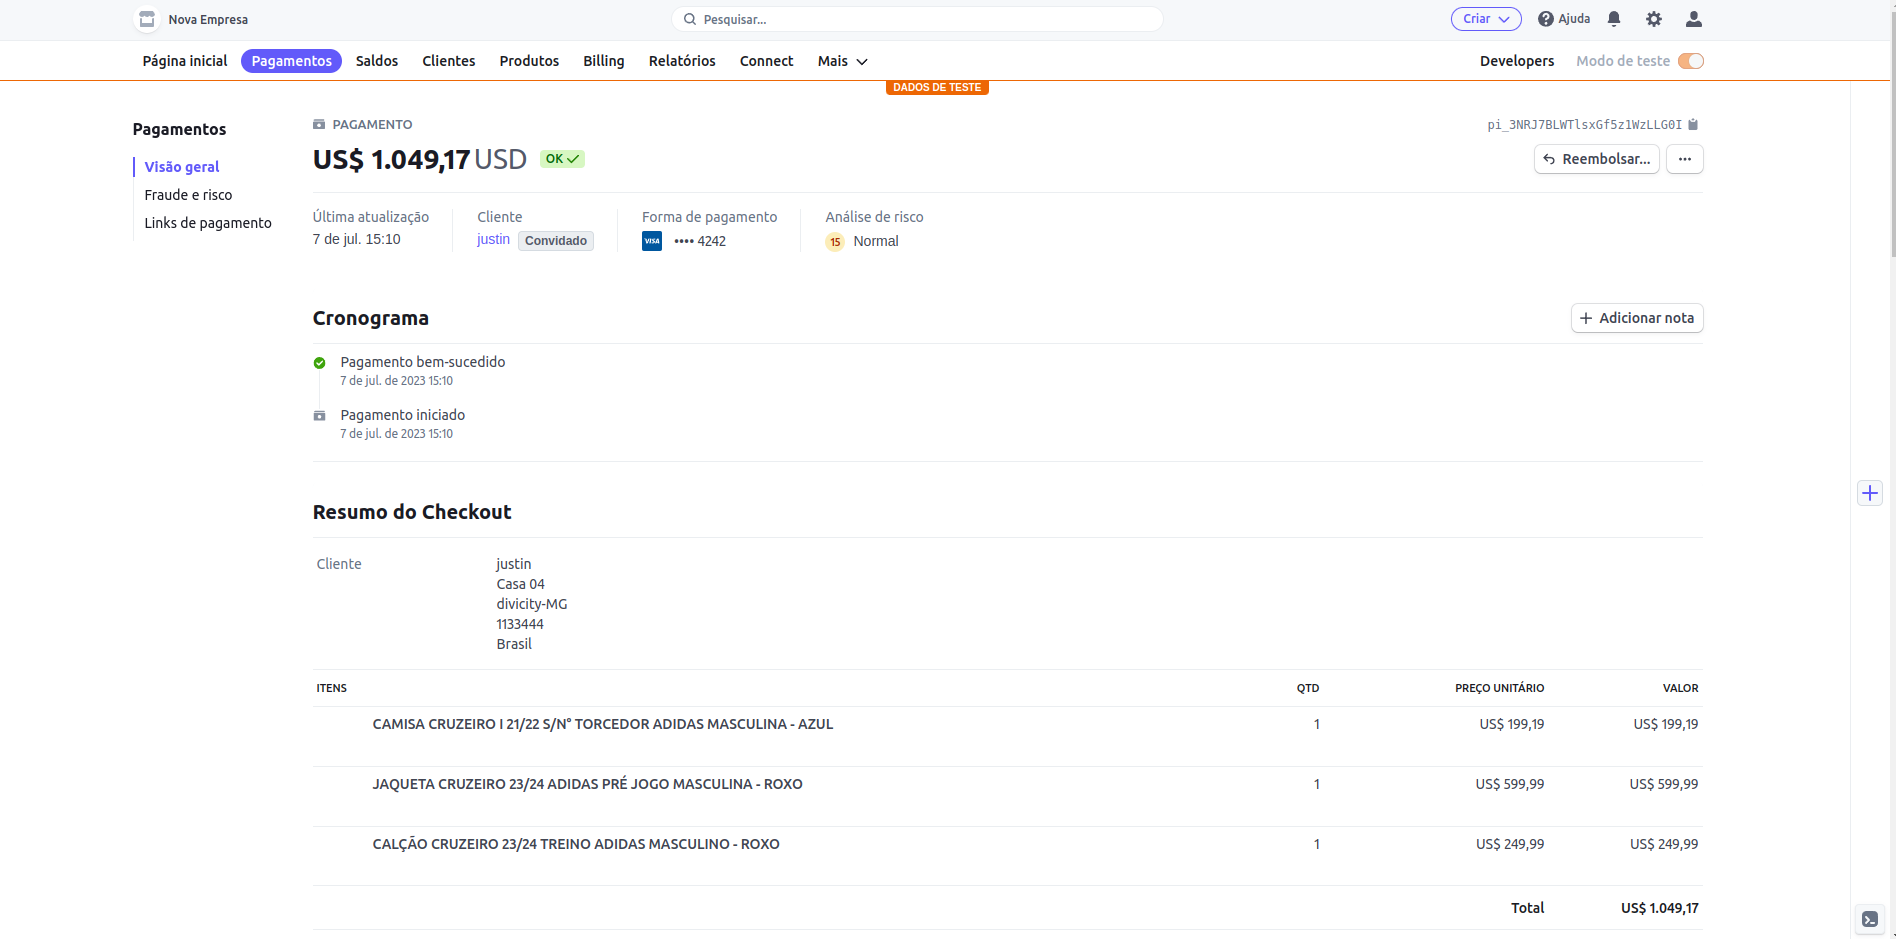 Nova Empresa
Pesquisar...
Criar
Ajuda
Página inicial Pagamentos Saldos Clientes Produtos Billing Relatórios Connect Mais
Developers Modo de teste
DADOS DE TESTE
Pagamentos
Visão geral
Fraude e risco
Links de pagamento
PAGAMENTO
pi_3NRJ7BLWTlsxGf5z1WzLLG0I
US$ 1.049,17 USD OK
Reembolsar... ...
Última atualização
7 de jul. 15:10
Cliente
justin Convidado
Forma de pagamento
VISA •••• 4242
Análise de risco
15 Normal
Cronograma
Adicionar nota
Pagamento bem-sucedido
7 de jul. de 2023 15:10
Pagamento iniciado
7 de jul. de 2023 15:10
Resumo do Checkout
Cliente
justin
Casa 04
divicity-MG
1133444
Brasil
ITENS QTD PREÇO UNITÁRIO VALOR
CAMISA CRUZEIRO I 21/22 S/N° TORCEDOR ADIDAS MASCULINA - AZUL 1 US$ 199,19 US$ 199,19
JAQUETA CRUZEIRO 23/24 ADIDAS PRÉ JOGO MASCULINA - ROXO 1 US$ 599,99 US$ 599,99
CALÇÃO CRUZEIRO 23/24 TREINO ADIDAS MASCULINO - ROXO 1 US$ 249,99 US$ 249,99
Total US$ 1.049,17